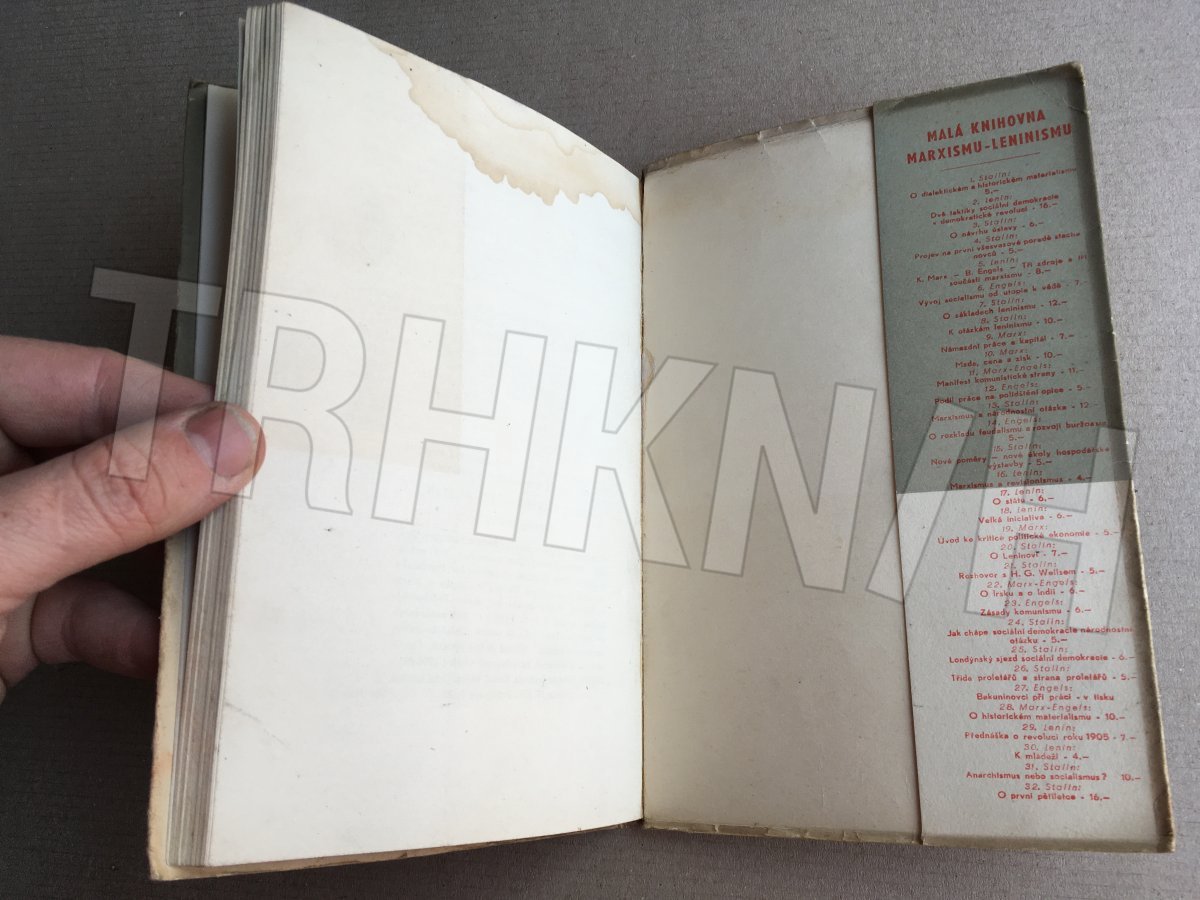 MALÁ KNIHOVNA
MARXISMU-LENINISMU
1. Stalin:
O dialektickém a historickém materialismu
5.—
2. Lenin:
Dvě taktiky sociální demokracie
v demokratické revoluci - 16.—
3. Stalin:
O návrhu ústavy - 6.—
4. Stalin:
Projev na první všesvazové poradě stacha-
novců - 5.—
5. Lenin:
K. Marx — B. Engels — Tři zdroje a tři
součásti marxismu - 8.—
6. Engels:
Vývoj socialismu od utopie k vědě - 7.—
7. Stalin:
O základech leninismu - 12.—
8. Stalin:
K otázkám leninismu - 10.—
9. Marx:
Námezdní práce a kapitál - 7.—
10. Marx:
Mzda, cena a zisk - 10.—
11. Marx-Engels:
Manifest komunistické strany - 11.—
12. Engels:
Podíl práce na polidštění opice - 5.—
13. Stalin:
Marxismus a národnostní otázka - 12.—
14. Engels:
O rozkladu feudalismu a rozvoji buržoasie
5.—
15. Stalin:
Nové poměry — nové úkoly hospodářské
výstavby - 5.—
16. Lenin:
Marxismus a revisionismus - 4.—
17. Lenin:
O státu - 6.—
18. Lenin:
Velká iniciativa - 6.—
19. Marx:
Úvod ke kritice politické ekonomie - 5.—
20. Stalin:
O Leninovi - 7.—
21. Stalin:
Rozhovor s H. G. Wellsem - 5.—
22. Marx-Engels:
O Irsku a o Indii - 6.—
23. Engels:
Zásady komunismu - 6.—
24. Stalin:
Jak chápe sociální demokracie národnostní
otázku - 5.—
25. Stalin:
Londýnský sjezd sociální demokracie - 6.—
26. Stalin:
Třída proletářů a strana proletářů - 5.—
27. Engels:
Bakuninovci při práci - v tisku
28. Marx-Engels:
O historickém materialismu - 10.—
29. Lenin:
Přednáška o revoluci roku 1905 - 7.—
30. Lenin:
K mládeži - 4.—
31. Stalin:
Anarchismus nebo socialismus? 10.—
32. Stalin:
O první pětiletce - 16.—
TRHKNIH